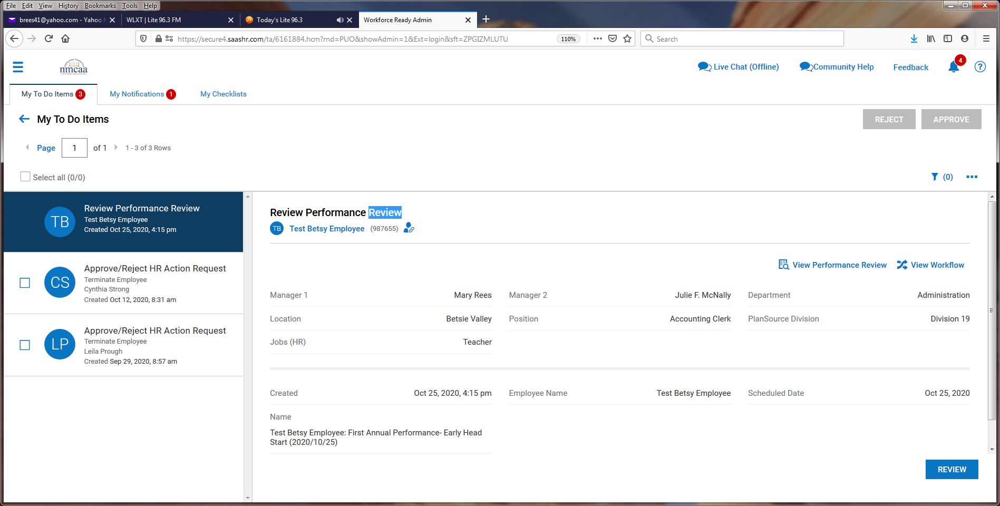 File Edit View History Bookmarks Tools Help
brees41@yahoo.com - Yahoo
WLXT | Lite 96.3 FM
Today's Lite 96.3
Workforce Ready Admin
https://secure4.saashr.com/ta/6161884.hcm?rnd=PUO&showAdmin=1&Ext=login&sft=ZPGIZMLUTU
110%
Search
nmcaa
Live Chat (Offline)
Community Help
Feedback
4
My To Do Items 3
My Notifications 1
My Checklists
My To Do Items
REJECT
APPROVE
Page 1 of 1
1 - 3 of 3 Rows
Select all (0/0)
(0)
TB
Review Performance Review
Test Betsy Employee
Created Oct 25, 2020, 4:15 pm
CS
Approve/Reject HR Action Request
Terminate Employee
Cynthia Strong
Created Oct 12, 2020, 8:31 am
LP
Approve/Reject HR Action Request
Terminate Employee
Leila Prough
Created Sep 29, 2020, 8:57 am
Review Performance Review
TB Test Betsy Employee (987655)
View Performance Review
View Workflow
Manager 1 Mary Rees
Manager 2 Julie F. McNally
Department Administration
Location Betsie Valley
Position Accounting Clerk
PlanSource Division Division 19
Jobs (HR) Teacher
Created Oct 25, 2020, 4:15 pm
Employee Name Test Betsy Employee
Scheduled Date Oct 25, 2020
Name
Test Betsy Employee: First Annual Performance- Early Head
Start (2020/10/25)
REVIEW